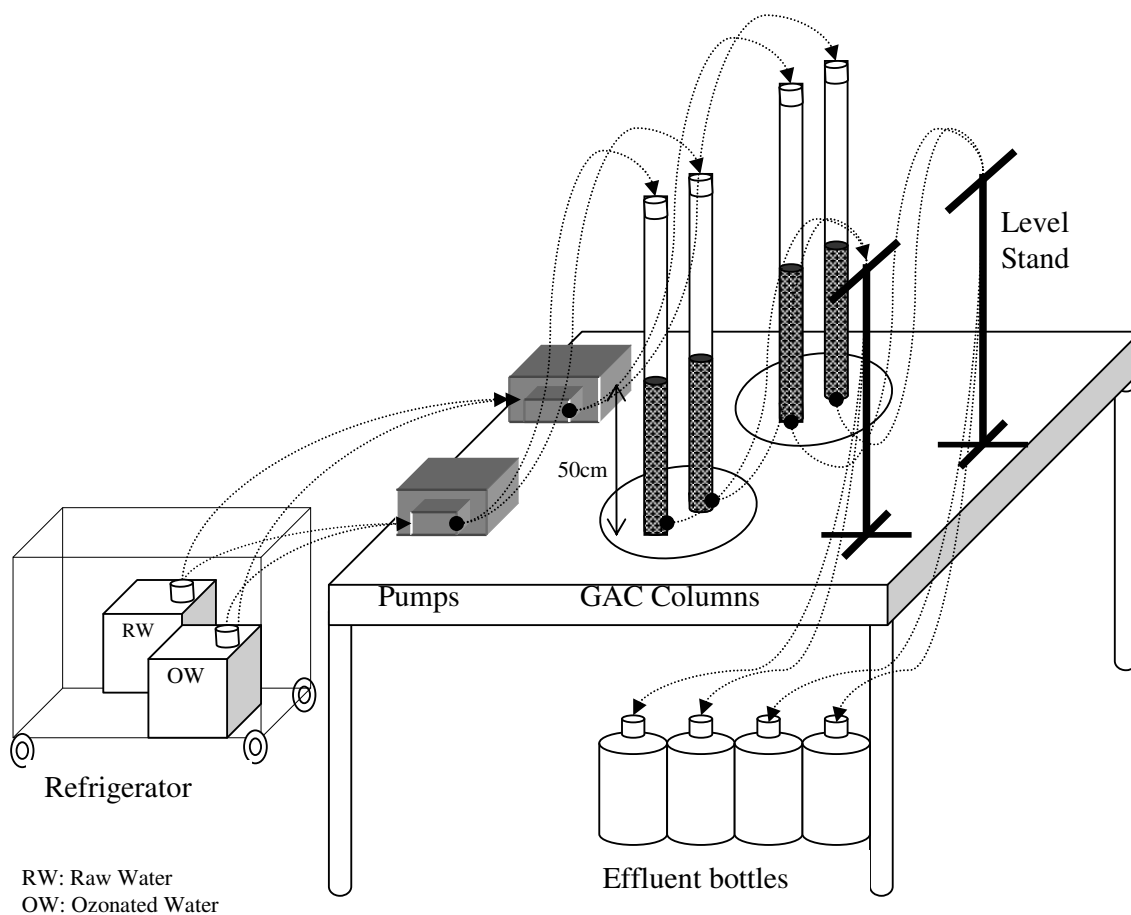 Level
Stand
50cm
RW
OW
Pumps
GAC Columns
Refrigerator
Effluent bottles
RW: Raw Water
OW: Ozonated Water